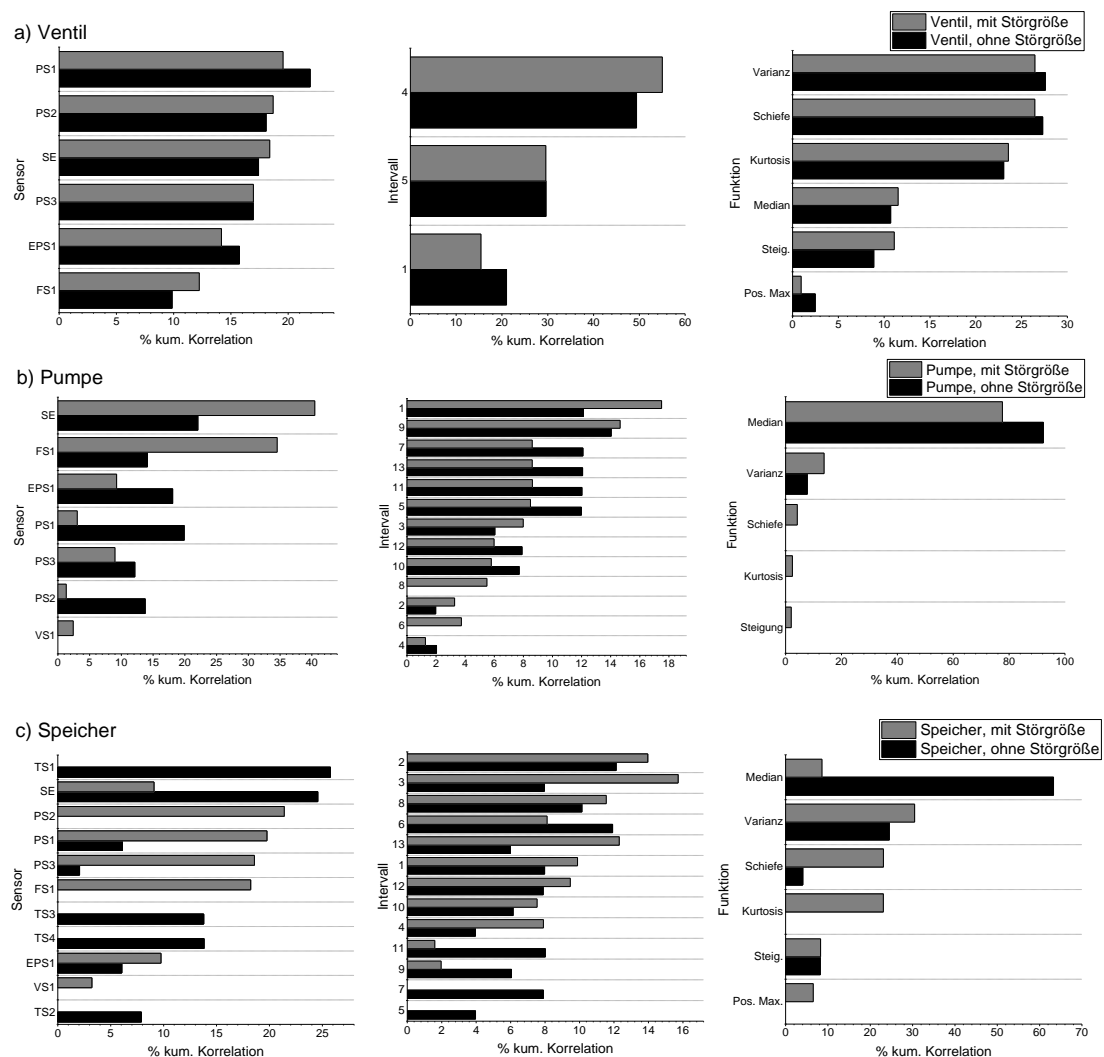 a) Ventil
Ventil, mit Störgröße
Ventil, ohne Störgröße
Sensor
PS1
PS2
SE
PS3
EPS1
FS1
0 5 10 15 20
% kum. Korrelation
Intervall
4
5
1
0 10 20 30 40 50 60
% kum. Korrelation
Funktion
Varianz
Schiefe
Kurtosis
Median
Steig.
Pos. Max
0 5 10 15 20 25 30
% kum. Korrelation
b) Pumpe
Pumpe, mit Störgröße
Pumpe, ohne Störgröße
Sensor
SE
FS1
EPS1
PS1
PS3
PS2
VS1
0 5 10 15 20 25 30 35 40
% kum. Korrelation
Intervall
1
9
7
13
11
5
3
12
10
8
2
6
4
0 2 4 6 8 10 12 14 16 18
% kum. Korrelation
Funktion
Median
Varianz
Schiefe
Kurtosis
Steigung
0 20 40 60 80 100
% kum. Korrelation
c) Speicher
Speicher, mit Störgröße
Speicher, ohne Störgröße
Sensor
TS1
SE
PS2
PS1
PS3
FS1
TS3
TS4
EPS1
VS1
TS2
0 5 10 15 20 25
% kum. Korrelation
Intervall
2
3
8
6
13
1
12
10
4
11
9
7
5
0 2 4 6 8 10 12 14 16
% kum. Korrelation
Funktion
Median
Varianz
Schiefe
Kurtosis
Steig.
Pos. Max.
0 10 20 30 40 50 60 70
% kum. Korrelation